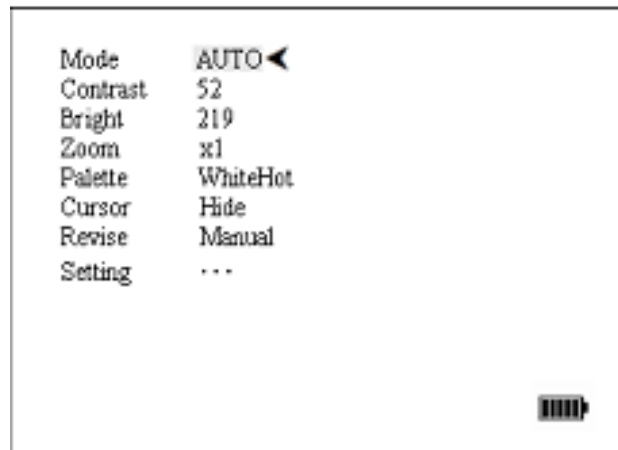 Mode AUTO
Contrast 52
Bright 219
Zoom x1
Palette WhiteHot
Cursor Hide
Revise Manual
Setting ···